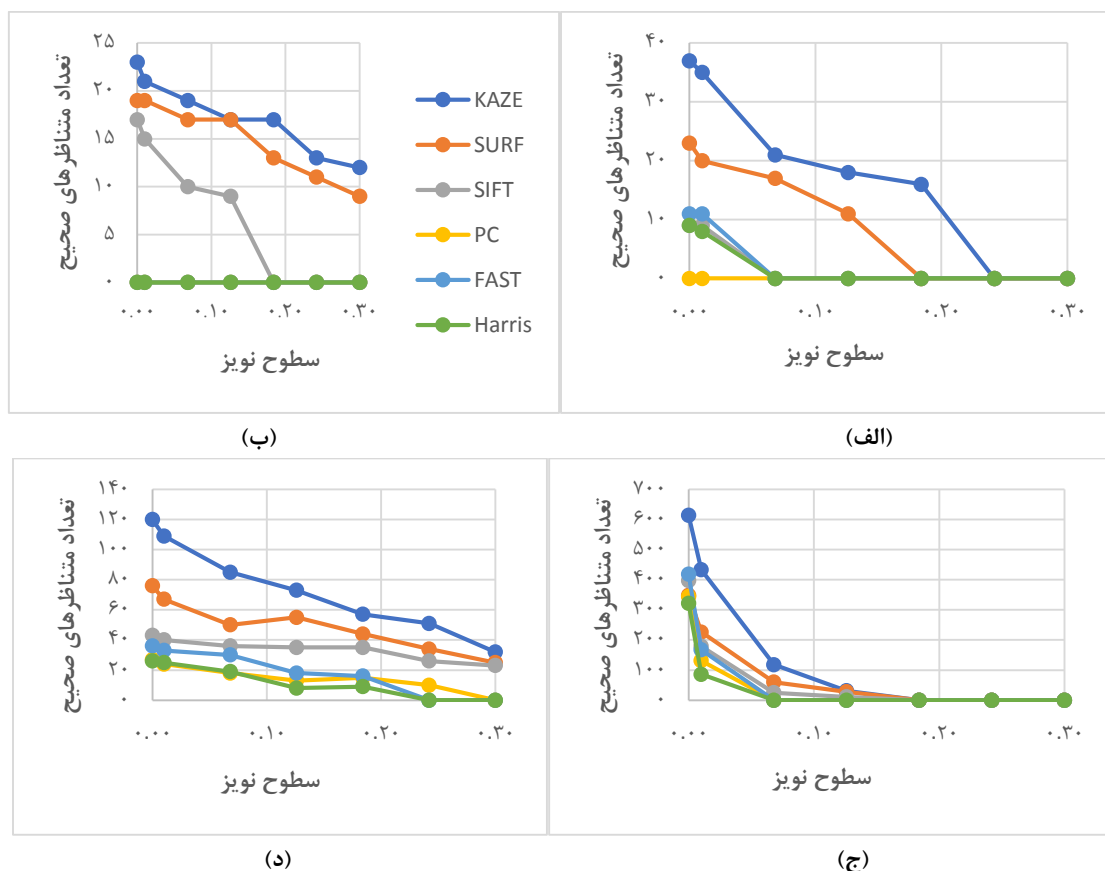 تعداد متناظرهای صحیح
۴۰
۳۰
۲۰
۱۰
۰
۰.۰۰ ۰.۱۰ ۰.۲۰ ۰.۳۰
سطوح نویز
(الف)
تعداد متناظرهای صحیح
۲۵
۲۰
۱۵
۱۰
۵
۰
۰.۰۰ ۰.۱۰ ۰.۲۰ ۰.۳۰
سطوح نویز
KAZE
SURF
SIFT
PC
FAST
Harris
(ب)
تعداد متناظرهای صحیح
۷۰۰
۶۰۰
۵۰۰
۴۰۰
۳۰۰
۲۰۰
۱۰۰
۰
۰.۰۰ ۰.۱۰ ۰.۲۰ ۰.۳۰
سطوح نویز
(ج)
تعداد متناظرهای صحیح
۱۴۰
۱۲۰
۱۰۰
۸۰
۶۰
۴۰
۲۰
۰
۰.۰۰ ۰.۱۰ ۰.۲۰ ۰.۳۰
سطوح نویز
(د)